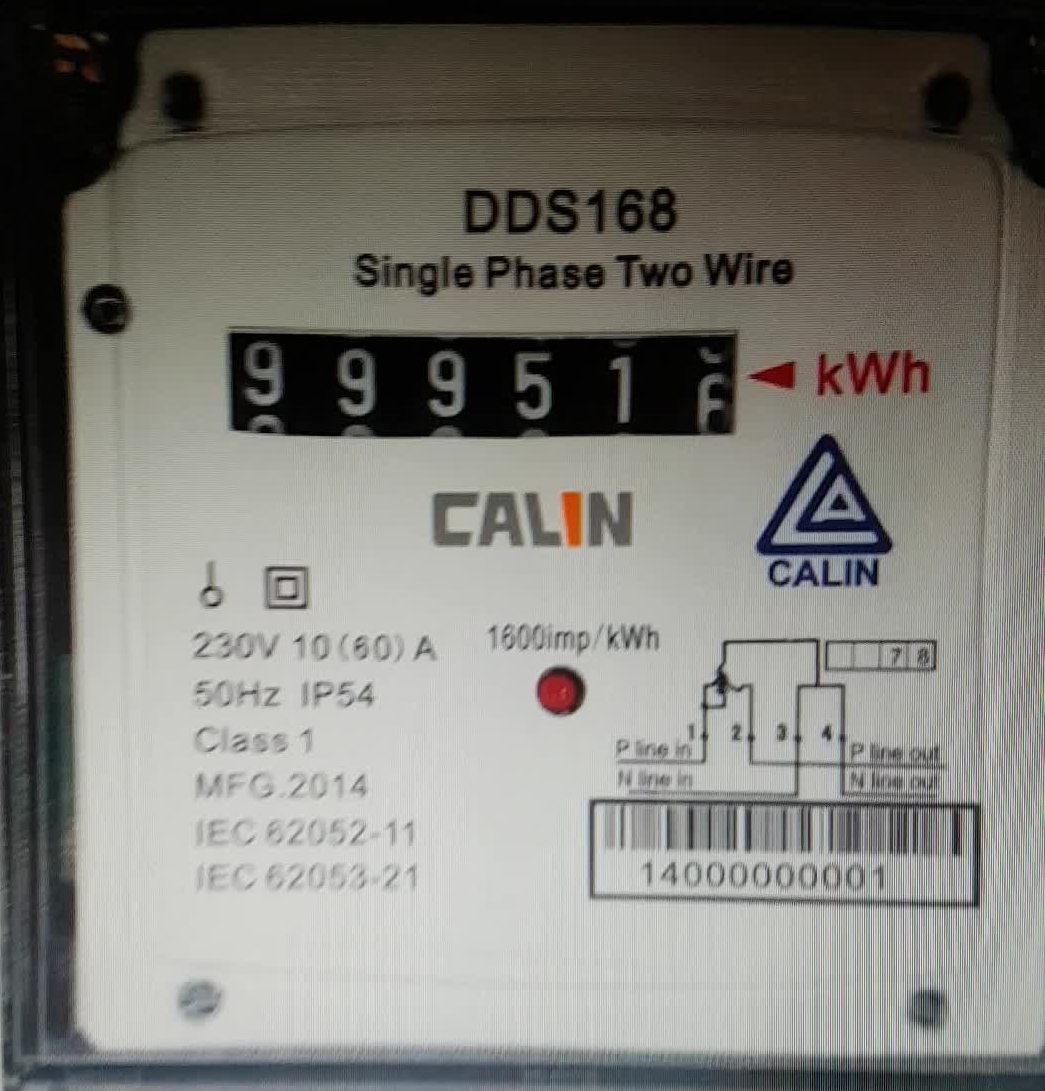 DDS168
Single Phase Two Wire
99951 kWh
CALIN
CALIN
230V 10(60)A
1600imp/kWh
7 8
50Hz IP54
Class 1
1 2 3 4
P line in
P line out
MFG.2014
N line in
N line out
IEC 62052-11
IEC 62053-21
14000000001